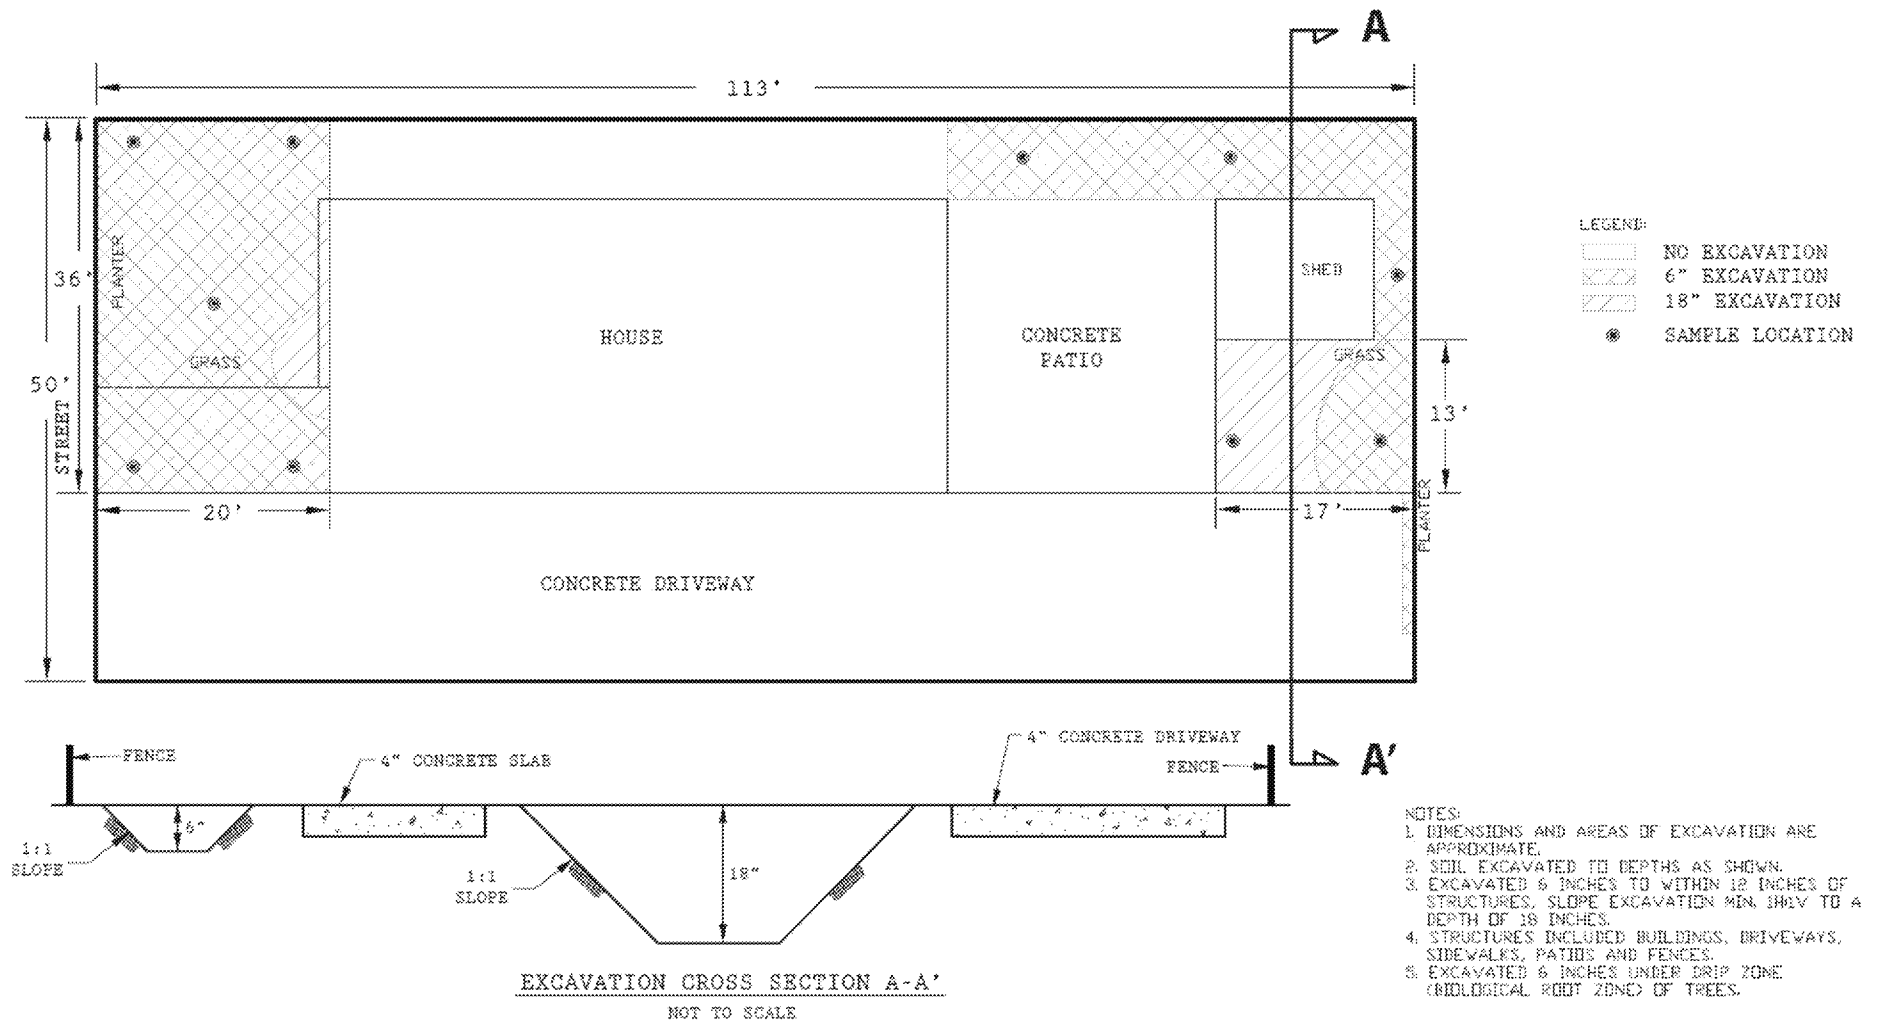 A
113'
36'
PLANTER
GRASS
50'
STREET
HOUSE
CONCRETE
PATIO
SHED
GRASS
13'
PLANTER
20'
17'
CONCRETE DRIVEWAY
LEGEND:
NO EXCAVATION
6" EXCAVATION
18" EXCAVATION
SAMPLE LOCATION
A'
FENCE
4" CONCRETE SLAB
4" CONCRETE DRIVEWAY
FENCE
6"
1:1
SLOPE
1:1
SLOPE
18"
EXCAVATION CROSS SECTION A-A'
NOT TO SCALE
NOTES:
1. DIMENSIONS AND AREAS OF EXCAVATION ARE
APPROXIMATE.
2. SOIL EXCAVATED TO DEPTHS AS SHOWN.
3. EXCAVATED 6 INCHES TO WITHIN 12 INCHES OF
STRUCTURES, SLOPE EXCAVATION MIN. 1H:1V TO A
DEPTH OF 18 INCHES.
4. STRUCTURES INCLUDED BUILDINGS, DRIVEWAYS,
SIDEWALKS, PATIOS AND FENCES.
5. EXCAVATED 6 INCHES UNDER DRIP ZONE
(BIOLOGICAL ROOT ZONE) OF TREES.